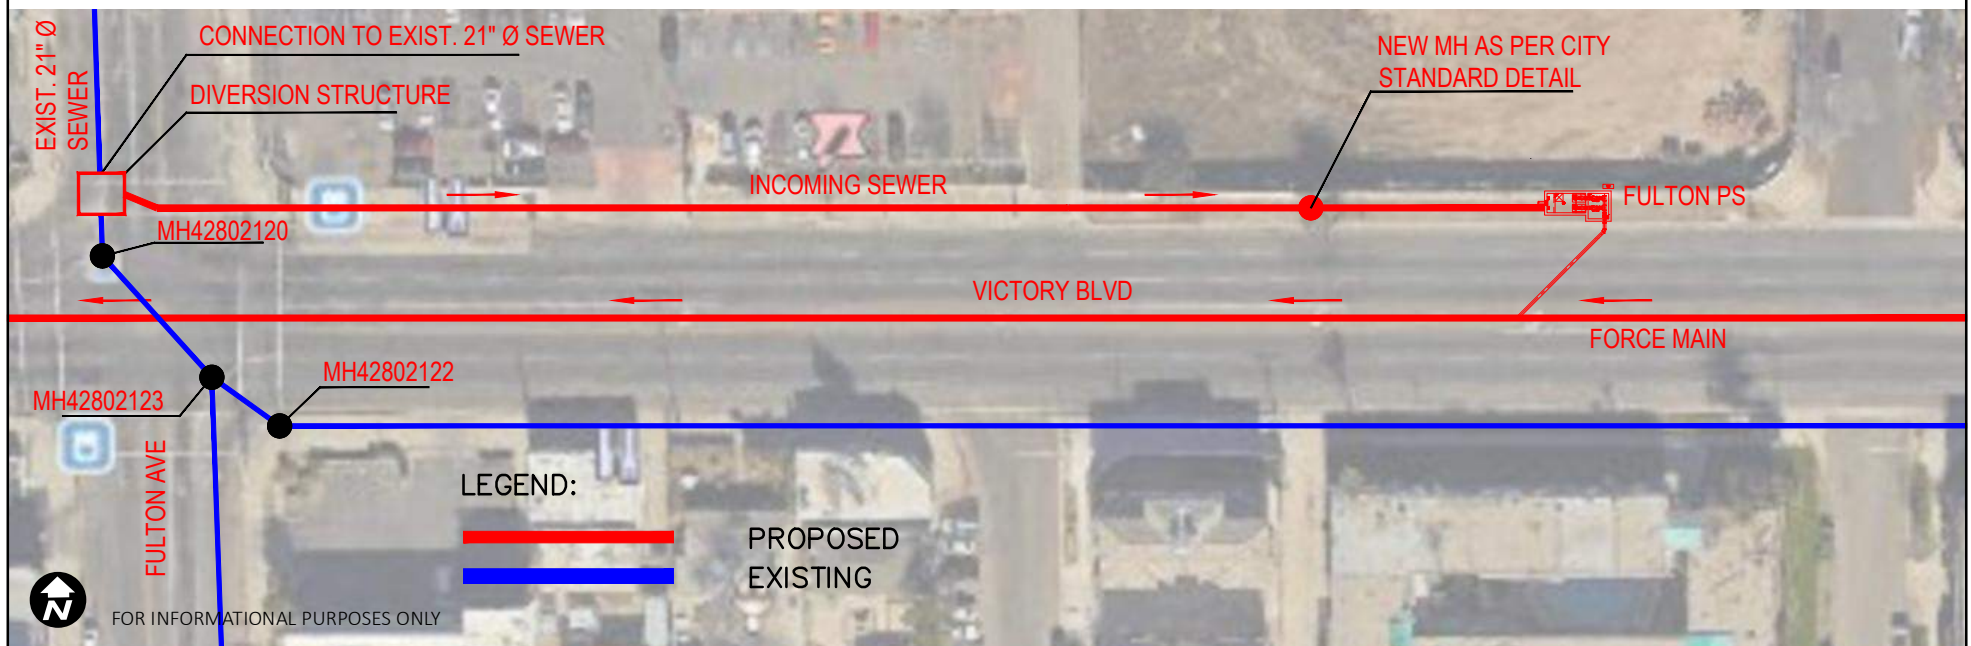 EXIST. 21" Ø
SEWER
CONNECTION TO EXIST. 21" Ø SEWER
DIVERSION STRUCTURE
NEW MH AS PER CITY
STANDARD DETAIL
INCOMING SEWER
FULTON PS
MH42802120
VICTORY BLVD
FORCE MAIN
MH42802122
MH42802123
FULTON AVE
LEGEND:
PROPOSED
EXISTING
N
FOR INFORMATIONAL PURPOSES ONLY